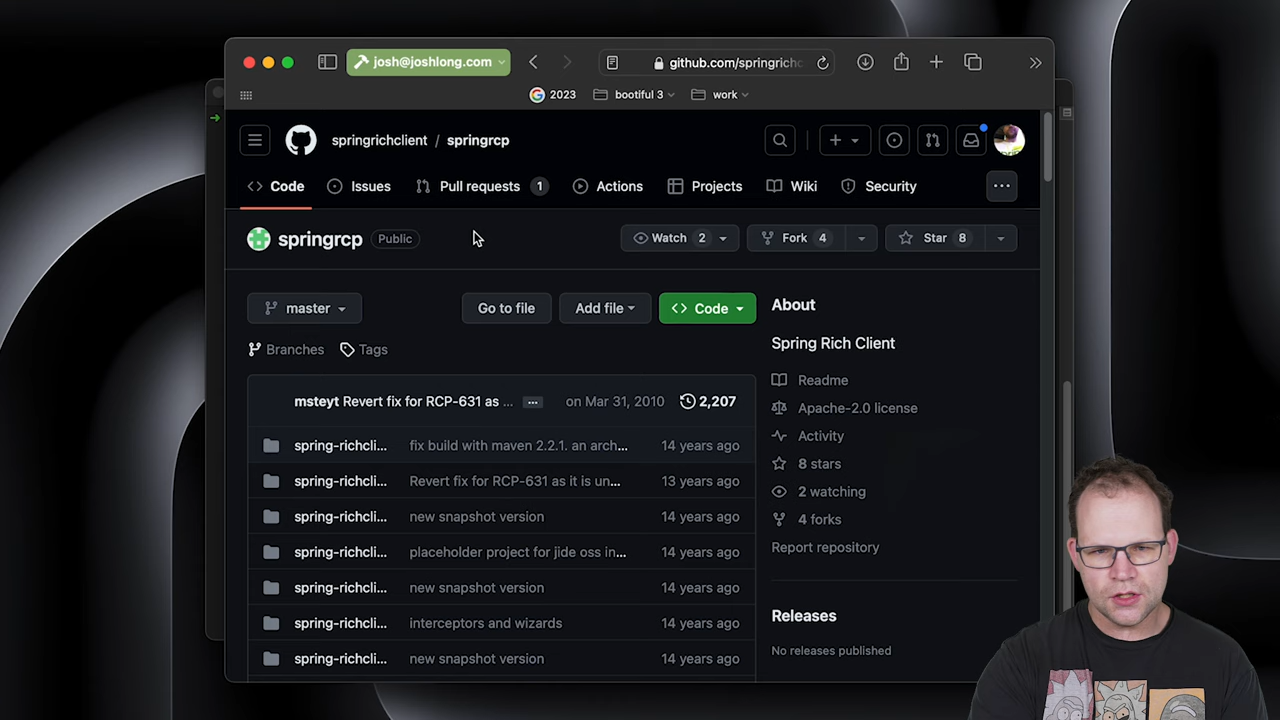 josh@joshlong.com
github.com/springrichc
2023
bootiful 3
work
springrichclient / springrcp
Code
Issues
Pull requests 1
Actions
Projects
Wiki
Security
springrcp Public
Watch 2
Fork 4
Star 8
master
Go to file
Add file
Code
Branches
Tags
msteyt Revert fix for RCP-631 as ... on Mar 31, 2010 2,207
spring-richcli... fix build with maven 2.2.1. an arch... 14 years ago
spring-richcli... Revert fix for RCP-631 as it is un... 13 years ago
spring-richcli... new snapshot version 14 years ago
spring-richcli... placeholder project for jide oss in... 14 years ago
spring-richcli... new snapshot version 14 years ago
spring-richcli... interceptors and wizards 14 years ago
spring-richcli... new snapshot version 14 years ago
About
Spring Rich Client
Readme
Apache-2.0 license
Activity
8 stars
2 watching
4 forks
Report repository
Releases
No releases published